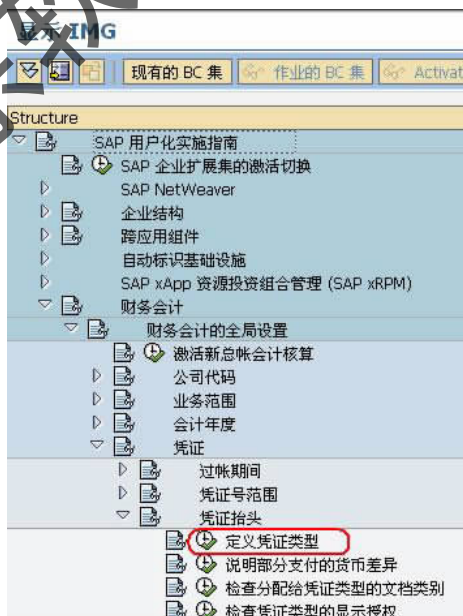 显示 IMG
现有的 BC 集 作业的 BC 集 Activat
Structure
SAP 用户化实施指南
SAP 企业扩展集的激活切换
SAP NetWeaver
企业结构
跨应用组件
自动标识基础设施
SAP xApp 资源投资组合管理 (SAP xRPM)
财务会计
财务会计的全局设置
激活新总帐会计核算
公司代码
业务范围
会计年度
凭证
过帐期间
凭证号范围
凭证抬头
定义凭证类型
说明部分支付的货币差异
检查分配给凭证类型的文档类别
检查凭证类型的显示授权